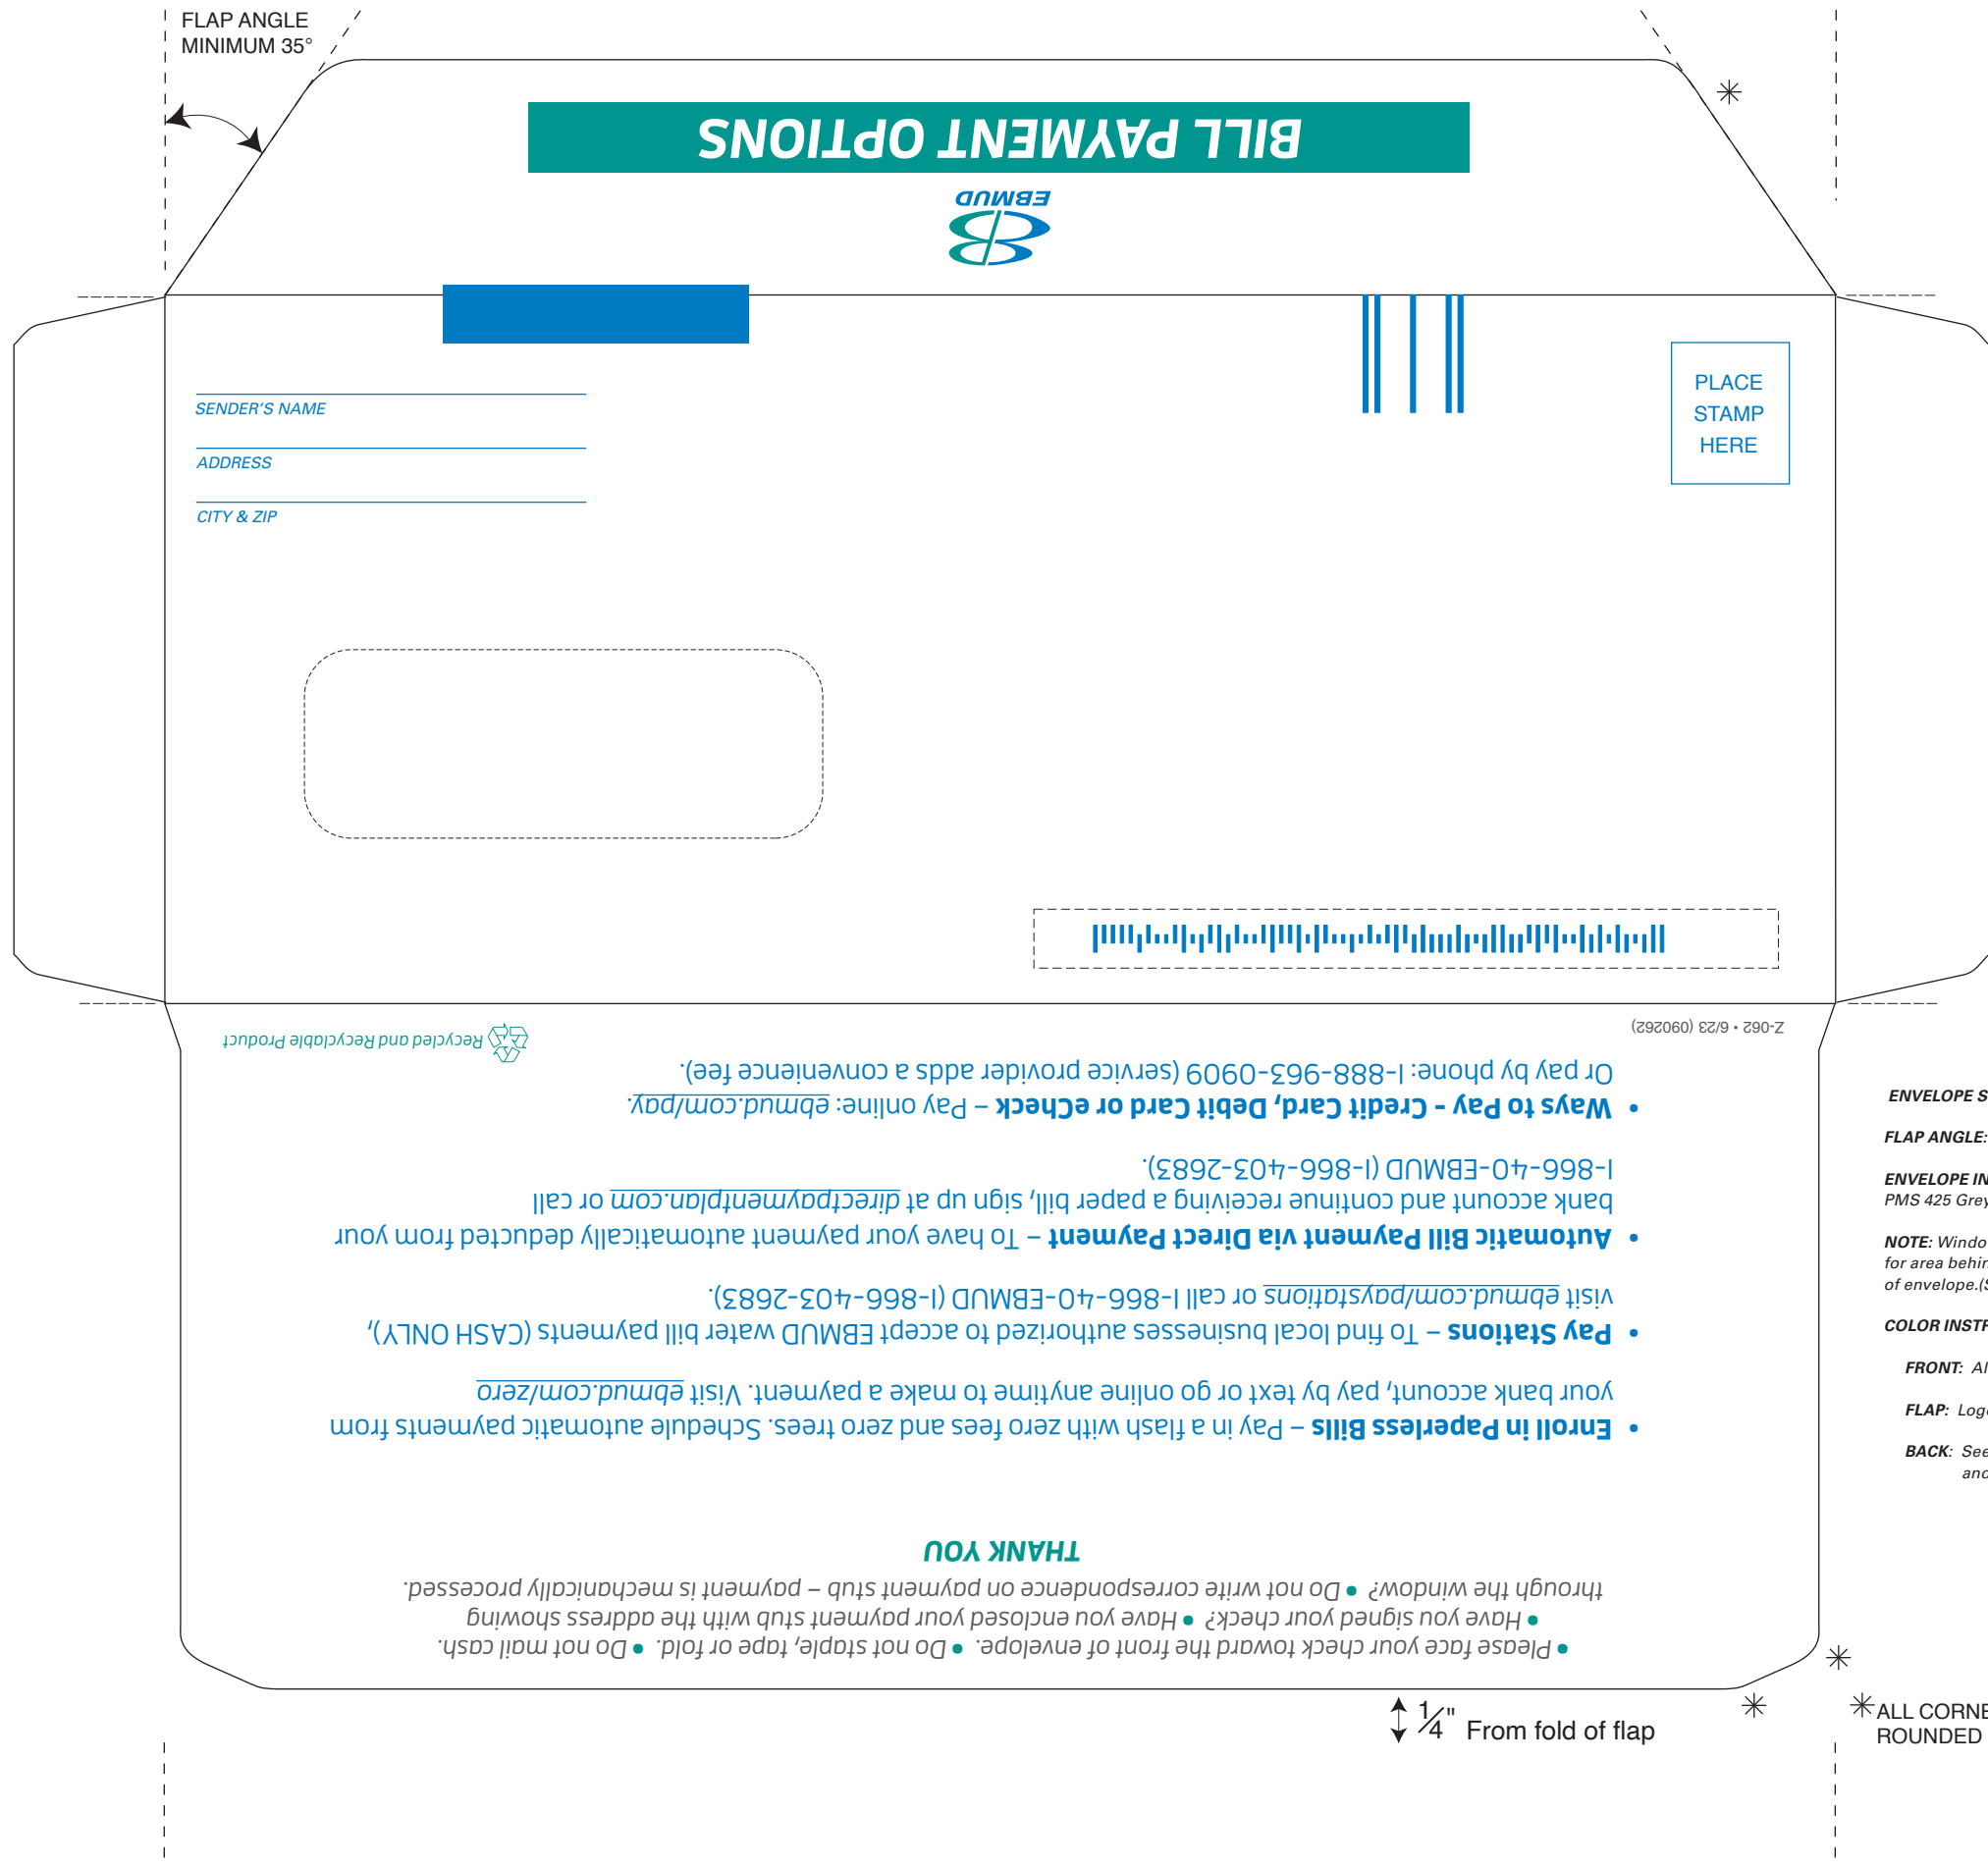 FLAP ANGLE
MINIMUM 35°
BILL PAYMENT OPTIONS
EBMUD
SENDER'S NAME
ADDRESS
CITY & ZIP
PLACE
STAMP
HERE
• Please face your check toward the front of envelope. • Do not staple, tape or fold. • Do not mail cash.
• Have you signed your check? • Have you enclosed your payment stub with the address showing
through the window? • Do not write correspondence on payment stub – payment is mechanically processed.
THANK YOU
• Enroll in Paperless Bills – Pay in a flash with zero fees and zero trees. Schedule automatic payments from
your bank account, pay by text or go online anytime to make a payment. Visit ebmud.com/zero
• Pay Stations – To find local businesses authorized to accept EBMUD water bill payments (CASH ONLY),
visit ebmud.com/paystations or call 1-866-40-EBMUD (1-866-403-2683).
• Automatic Bill Payment via Direct Payment – To have your payment automatically deducted from your
bank account and continue receiving a paper bill, sign up at directpaymentplan.com or call
1-866-40-EBMUD (1-866-403-2683).
• Ways to Pay - Credit Card, Debit Card or eCheck – Pay online: ebmud.com/pay.
Or pay by phone: 1-888-963-0909 (service provider adds a convenience fee).
Z-062 • 6/23 (090262)
Recycled and Recyclable Product
ENVELOPE
FLAP ANGLE:
ENVELOPE
PMS 425
NOTE:
for area
of envelope.
COLOR
FRONT:
FLAP:
BACK:
1/4" From fold of flap
ALL
ROUNDED